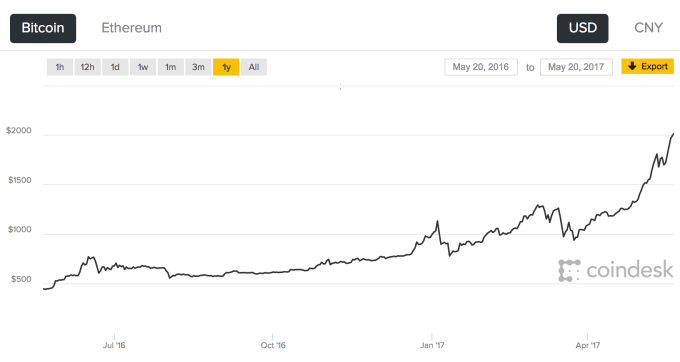 Bitcoin Ethereum USD CNY
1h 12h 1d 1w 1m 3m 1y All May 20, 2016 to May 20, 2017 Export
$2000
$1500
$1000
$500
coindesk
Jul '16 Oct '16 Jan '17 Apr '17